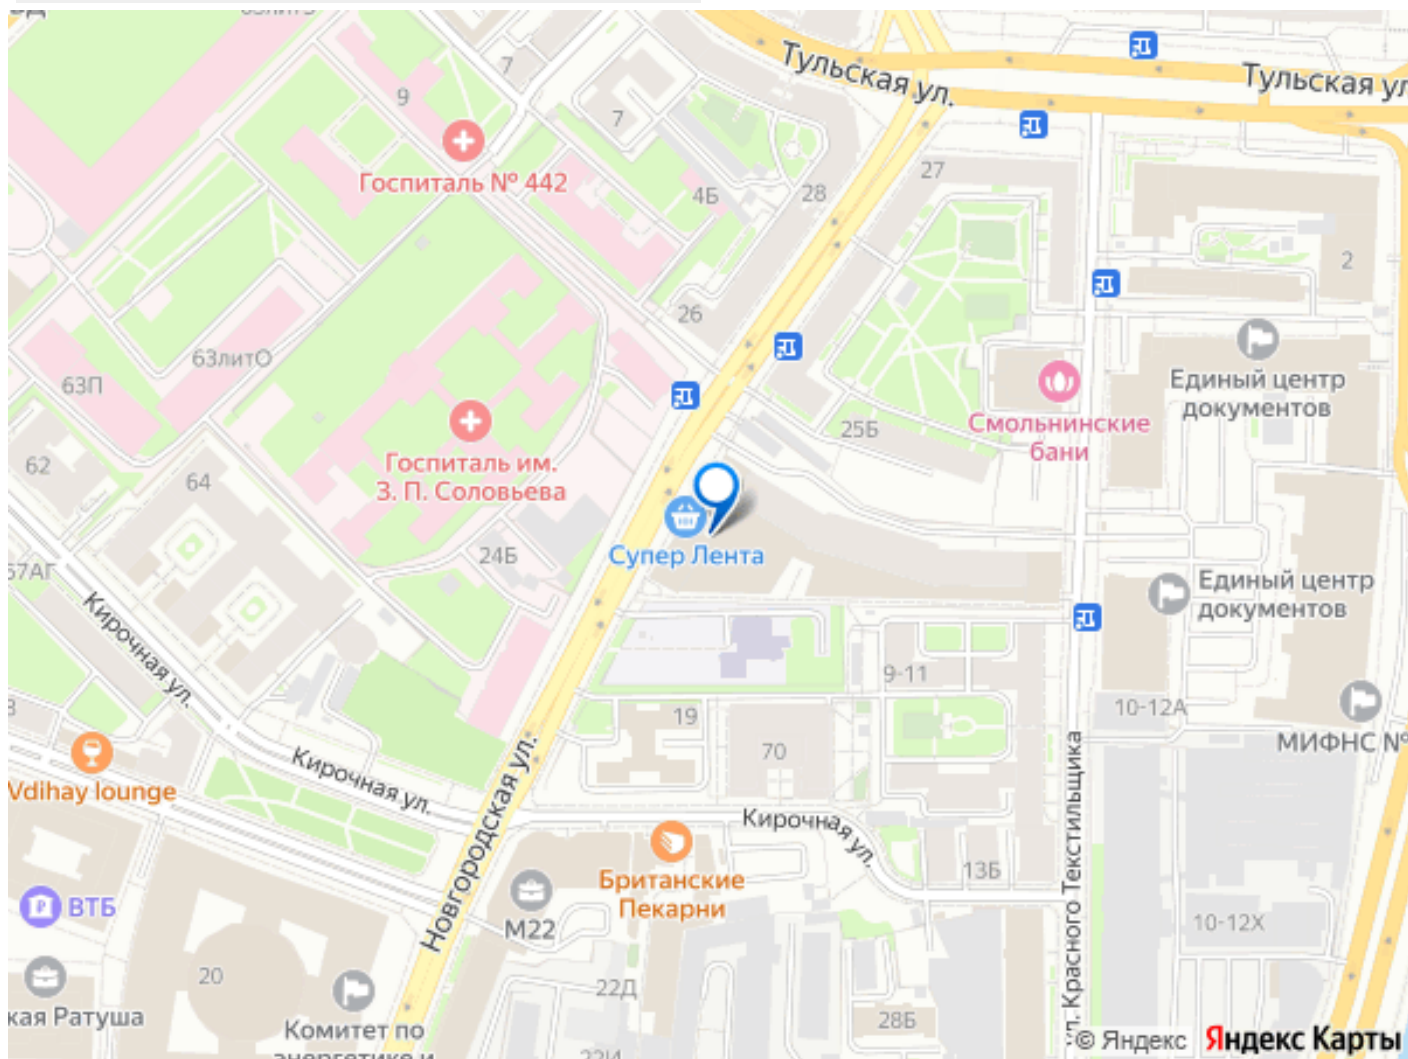 7
9
7
Тульская ул.
Тульская ул
Госпиталь № 442
4Б
28
27
2
26
63литО
63П
25Б
Смольнинские
бани
Единый центр
документов
62
64
Госпиталь им.
З. П. Соловьева
24Б
Супер Лента
Единый центр
документов
57АГ
Кирочная ул.
9-11
10-12А
19
70
МИФНС №
Vdihay lounge
Кирочная ул.
Новгородская ул.
Кирочная ул.
ул. Красного Текстильщика
13Б
Британские
Пекарни
ВТБ
М22
10-12Х
20
22Д
28Б
кая Ратуша
Комитет по
энергетике и
22И
© Яндекс
Яндекс Карты